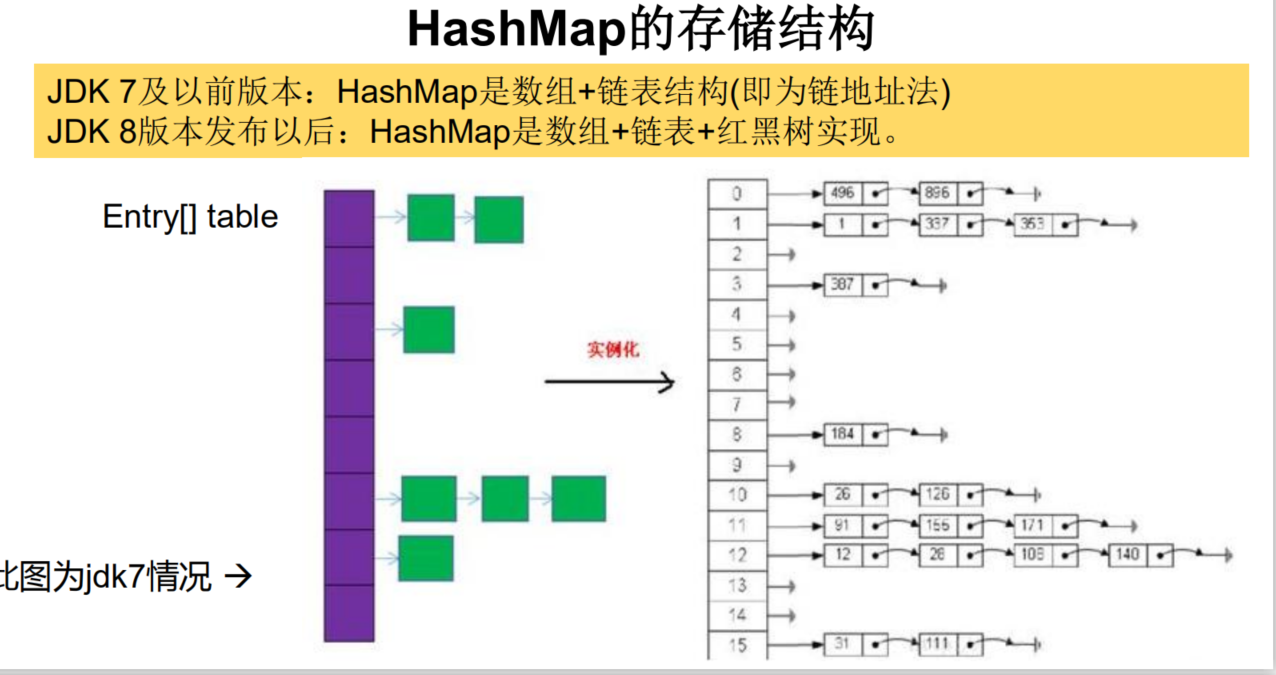 HashMap的存储结构
JDK 7及以前版本：HashMap是数组+链表结构(即为链地址法)
JDK 8版本发布以后：HashMap是数组+链表+红黑树实现。
Entry[] table
实例化
此图为jdk7情况 →
0 496 896
1 1 337 353
2
3 387
4
5
6
7
8 184
9
10 26 126
11 91 155 171
12 12 28 108 140
13
14
15 31 111